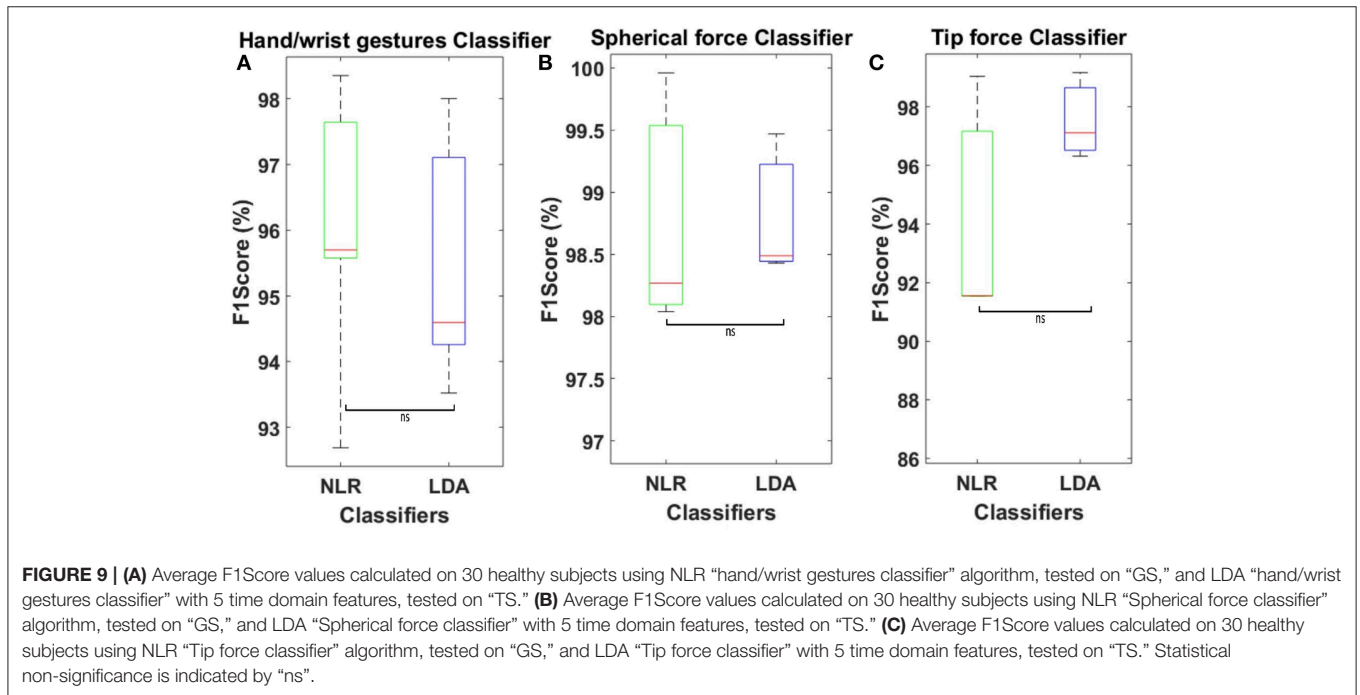 Hand/wrist gestures Classifier
A
98
97
96
95
94
93
F1Score (%)
ns
NLR LDA
Classifiers
Spherical force Classifier
B
100
99.5
99
98.5
98
97.5
97
F1Score (%)
ns
NLR LDA
Classifiers
Tip force Classifier
C
98
96
94
92
90
88
86
F1Score (%)
ns
NLR LDA
Classifiers
FIGURE 9 | (A) Average F1Score values calculated on 30 healthy subjects using NLR “hand/wrist gestures classifier” algorithm, tested on “GS,” and LDA “hand/wrist
gestures classifier” with 5 time domain features, tested on “TS.” (B) Average F1Score values calculated on 30 healthy subjects using NLR “Spherical force classifier”
algorithm, tested on “GS,” and LDA “Spherical force classifier” with 5 time domain features, tested on “TS.” (C) Average F1Score values calculated on 30 healthy
subjects using NLR “Tip force classifier” algorithm, tested on “GS,” and LDA “Tip force classifier” with 5 time domain features, tested on “TS.” Statistical
non-significance is indicated by “ns”.